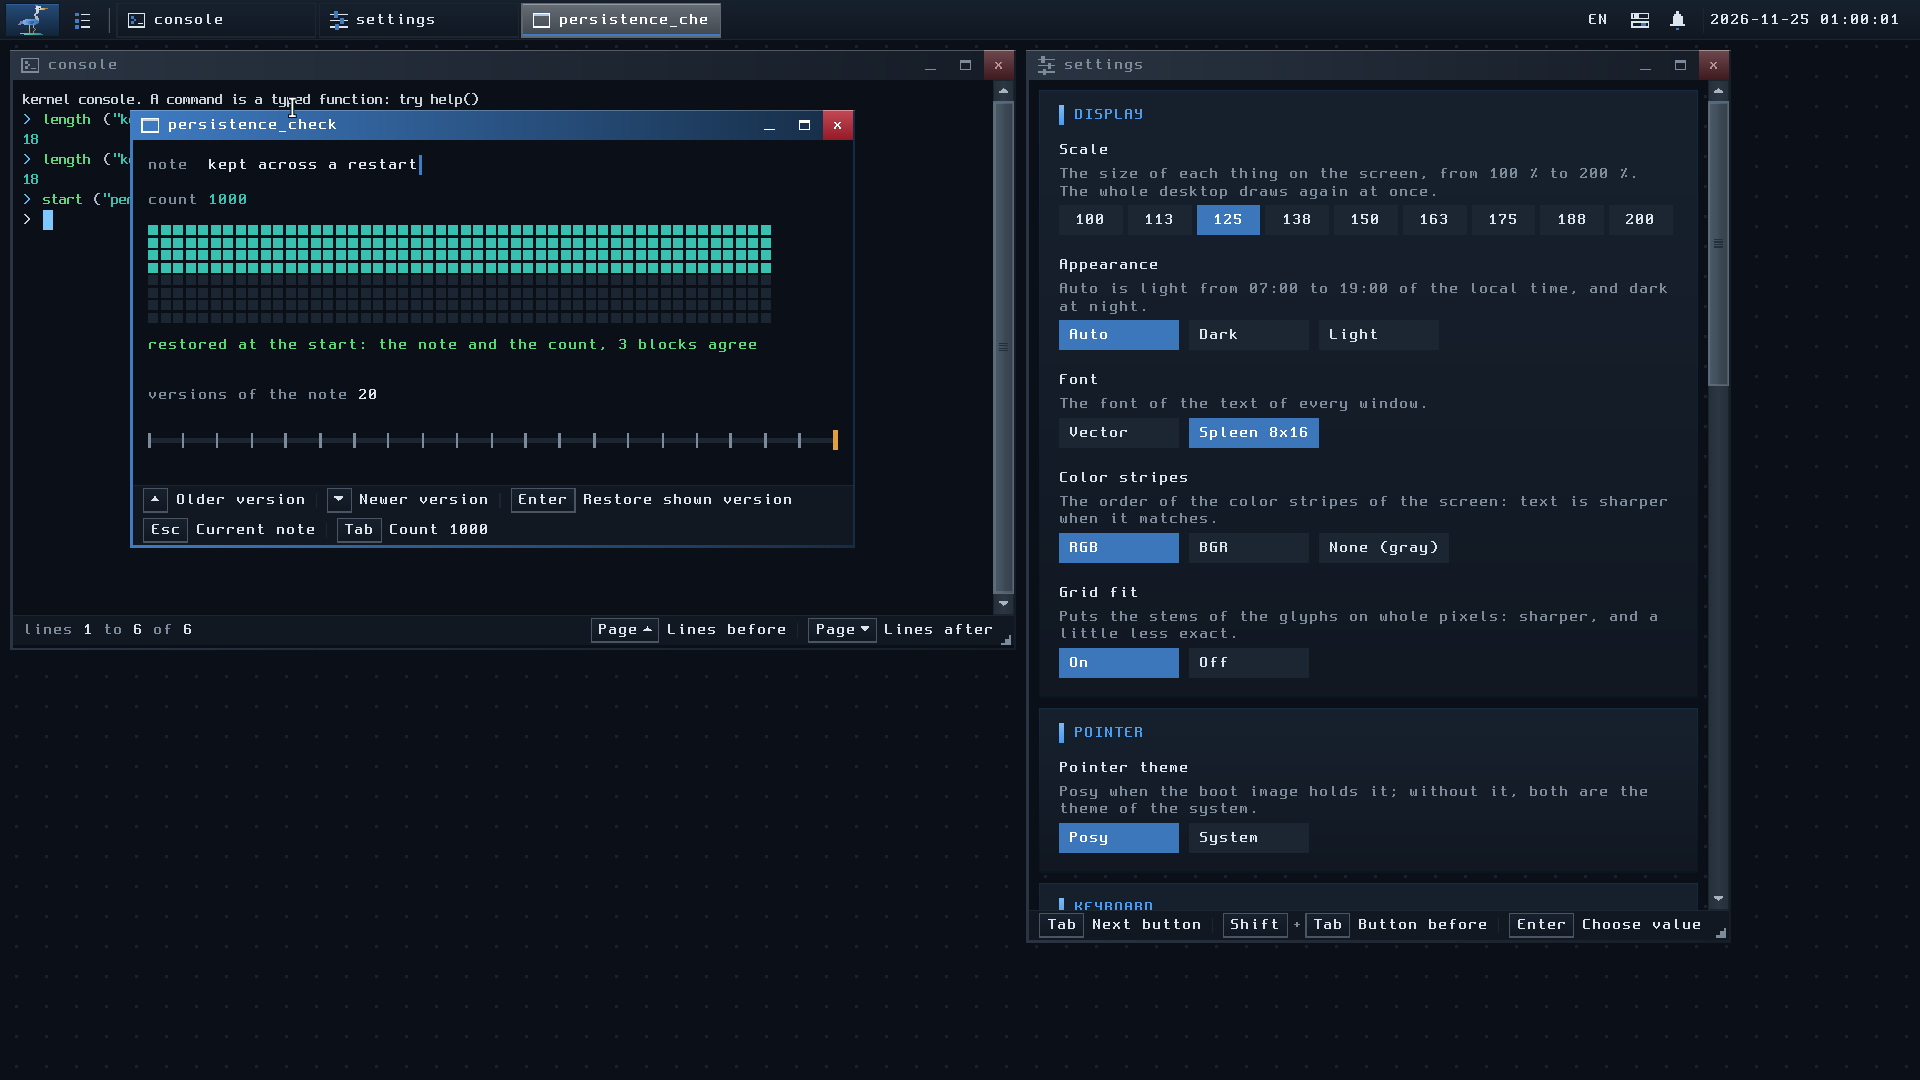 console
settings
persistence_che
EN
2026-11-25 01:00:01
console
kernel console. A command is a typed function: try help()
> length ("k
18
> length ("k
18
> start ("per
>
lines 1 to 6 of 6
Page Lines before
Page Lines after
persistence_check
note kept across a restart
count 1000
restored at the start: the note and the count, 3 blocks agree
versions of the note 20
Older version
Newer version
Enter Restore shown version
Esc Current note
Tab Count 1000
settings
DISPLAY
Scale
The size of each thing on the screen, from 100 % to 200 %.
The whole desktop draws again at once.
100 113 125 138 150 163 175 188 200
Appearance
Auto is light from 07:00 to 19:00 of the local time, and dark
at night.
Auto Dark Light
Font
The font of the text of every window.
Vector Spleen 8x16
Color stripes
The order of the color stripes of the screen: text is sharper
when it matches.
RGB BGR None (gray)
Grid fit
Puts the stems of the glyphs on whole pixels: sharper, and a
little less exact.
On Off
POINTER
Pointer theme
Posy when the boot image holds it; without it, both are the
theme of the system.
Posy System
KEYBOARD
Tab Next button
Shift + Tab Button before
Enter Choose value